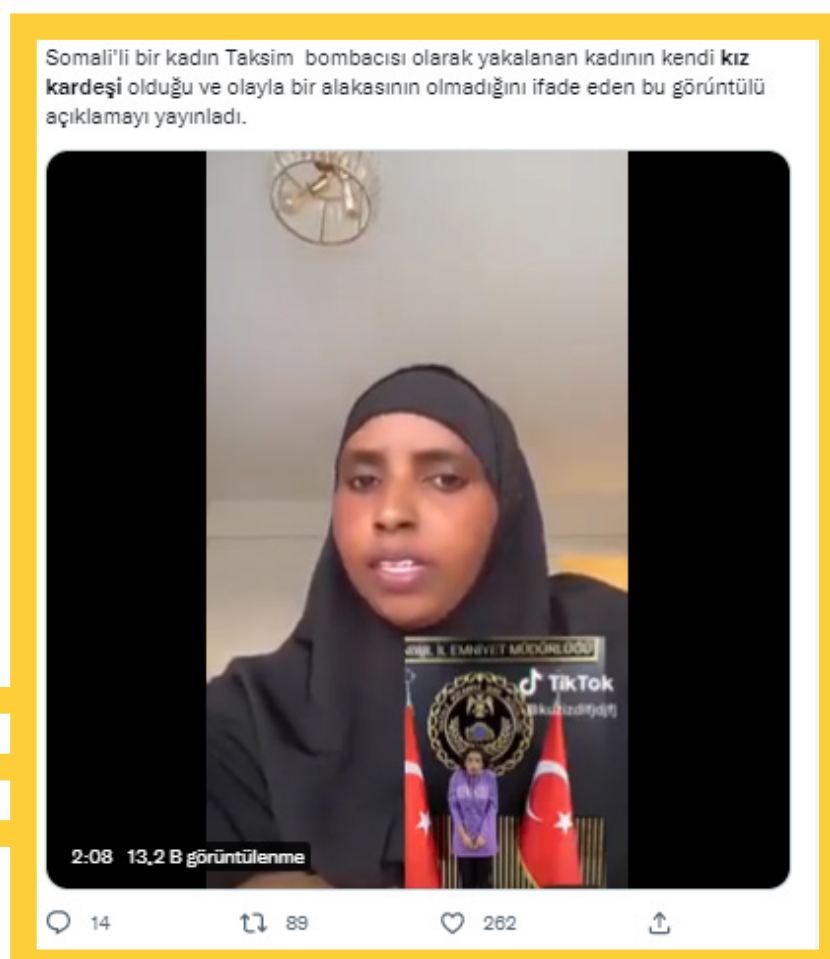 Somali'li bir kadın Taksim bombacısı olarak yakalanan kadının kendi kız
kardeşi olduğu ve olayla bir alakasının olmadığını ifade eden bu görüntülü
açıklamayı yayınladı.
İL EMNİYET MÜDÜRLÜĞÜ
TikTok
2:08 13,2 B görüntülenme
14 89 262